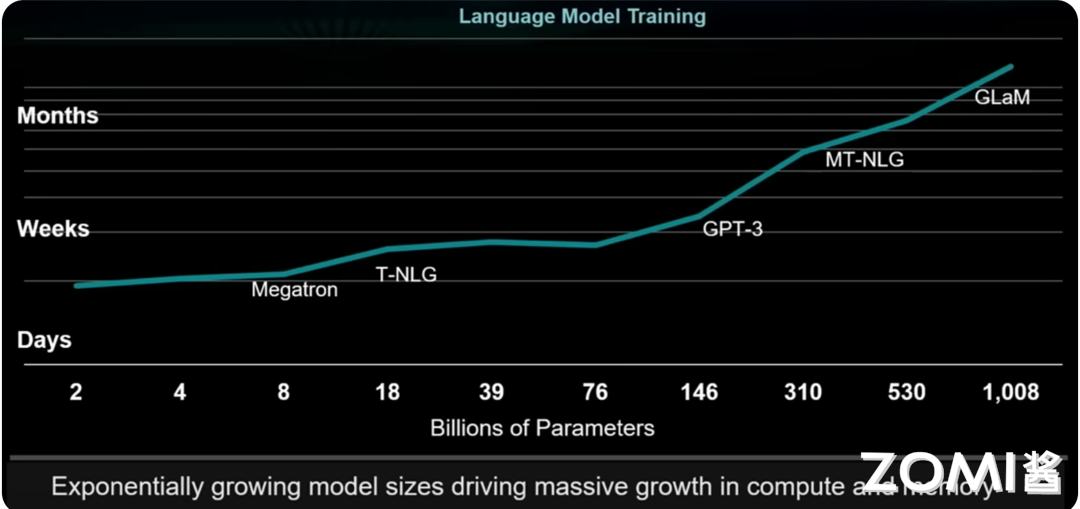 Language Model Training
Months
GLaM
MT-NLG
Weeks
GPT-3
T-NLG
Megatron
Days
2 4 8 18 39 76 146 310 530 1,008
Billions of Parameters
ZOMI酱
Exponentially growing model sizes driving massive growth in compute and memory